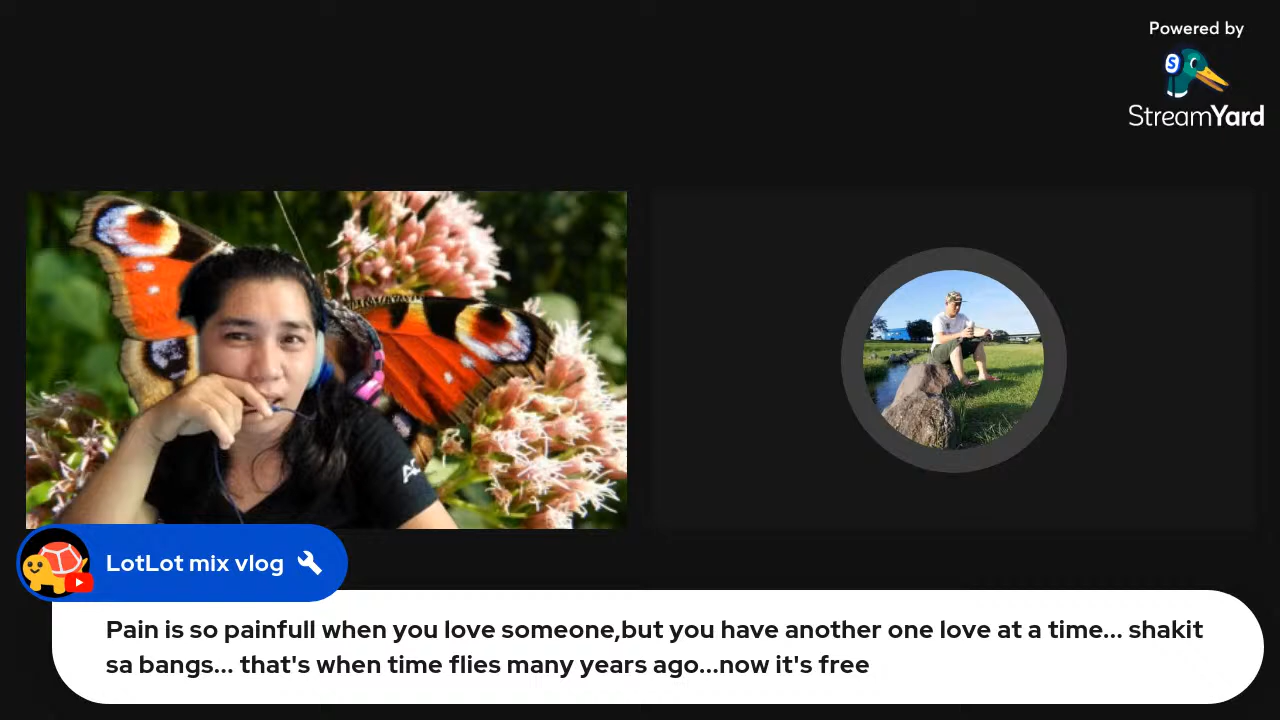 Powered by
S
StreamYard
LotLot mix vlog
Pain is so painfull when you love someone,but you have another one love at a time... shakit
sa bangs... that's when time flies many years ago...now it's free